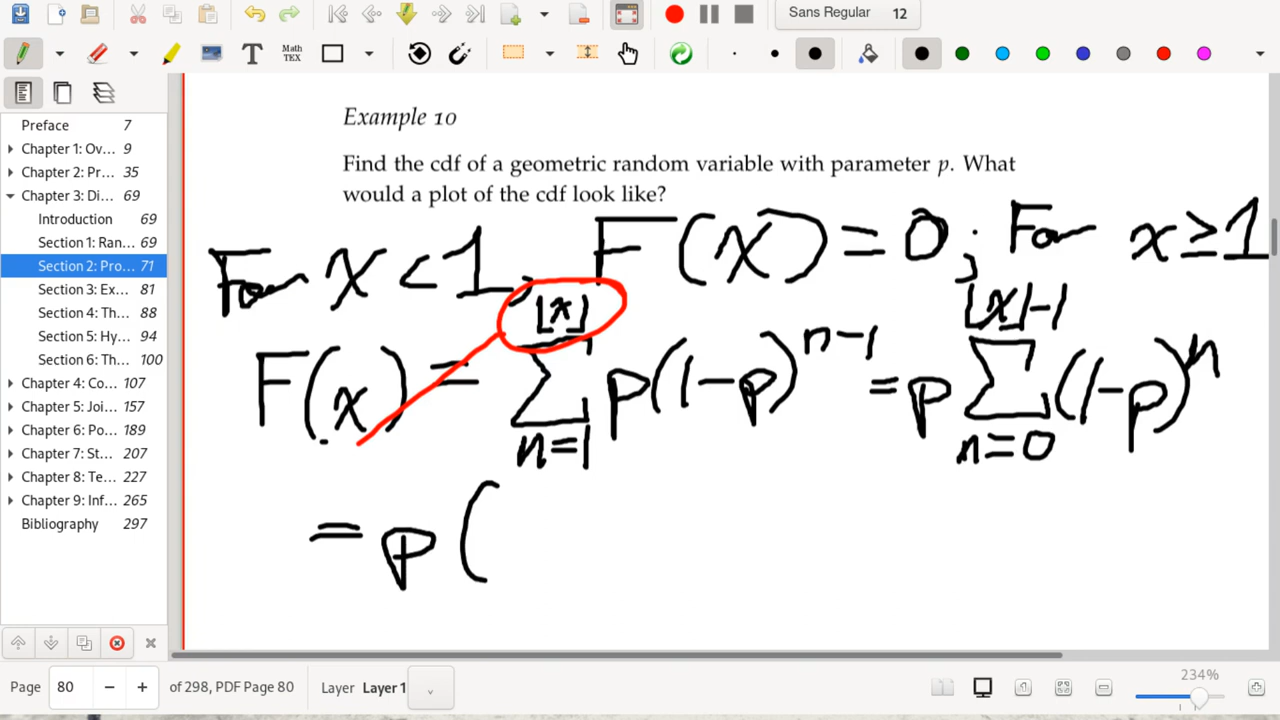 Sans Regular 12
T Math TEX
Preface 7
Chapter 1: Ov... 9
Chapter 2: Pr... 35
Chapter 3: Di... 69
Introduction 69
Section 1: Ran... 69
Section 2: Pro... 71
Section 3: Ex... 81
Section 4: Th... 88
Section 5: Hy... 94
Section 6: Th... 100
Chapter 4: Co... 107
Chapter 5: Joi... 157
Chapter 6: Po... 189
Chapter 7: St... 207
Chapter 8: Te... 227
Chapter 9: Inf... 265
Bibliography 297
Example 10
Find the cdf of a geometric random variable with parameter p. What
would a plot of the cdf look like?
For x < 1, F(x) = 0; For x ≥ 1
F(x) = ∑_{n=1}^{⌊x⌋} p(1-p)^{n-1} = p ∑_{n=0}^{⌊x⌋-1} (1-p)^n
= p (
Page 80 of 298, PDF Page 80 Layer Layer 1 234%